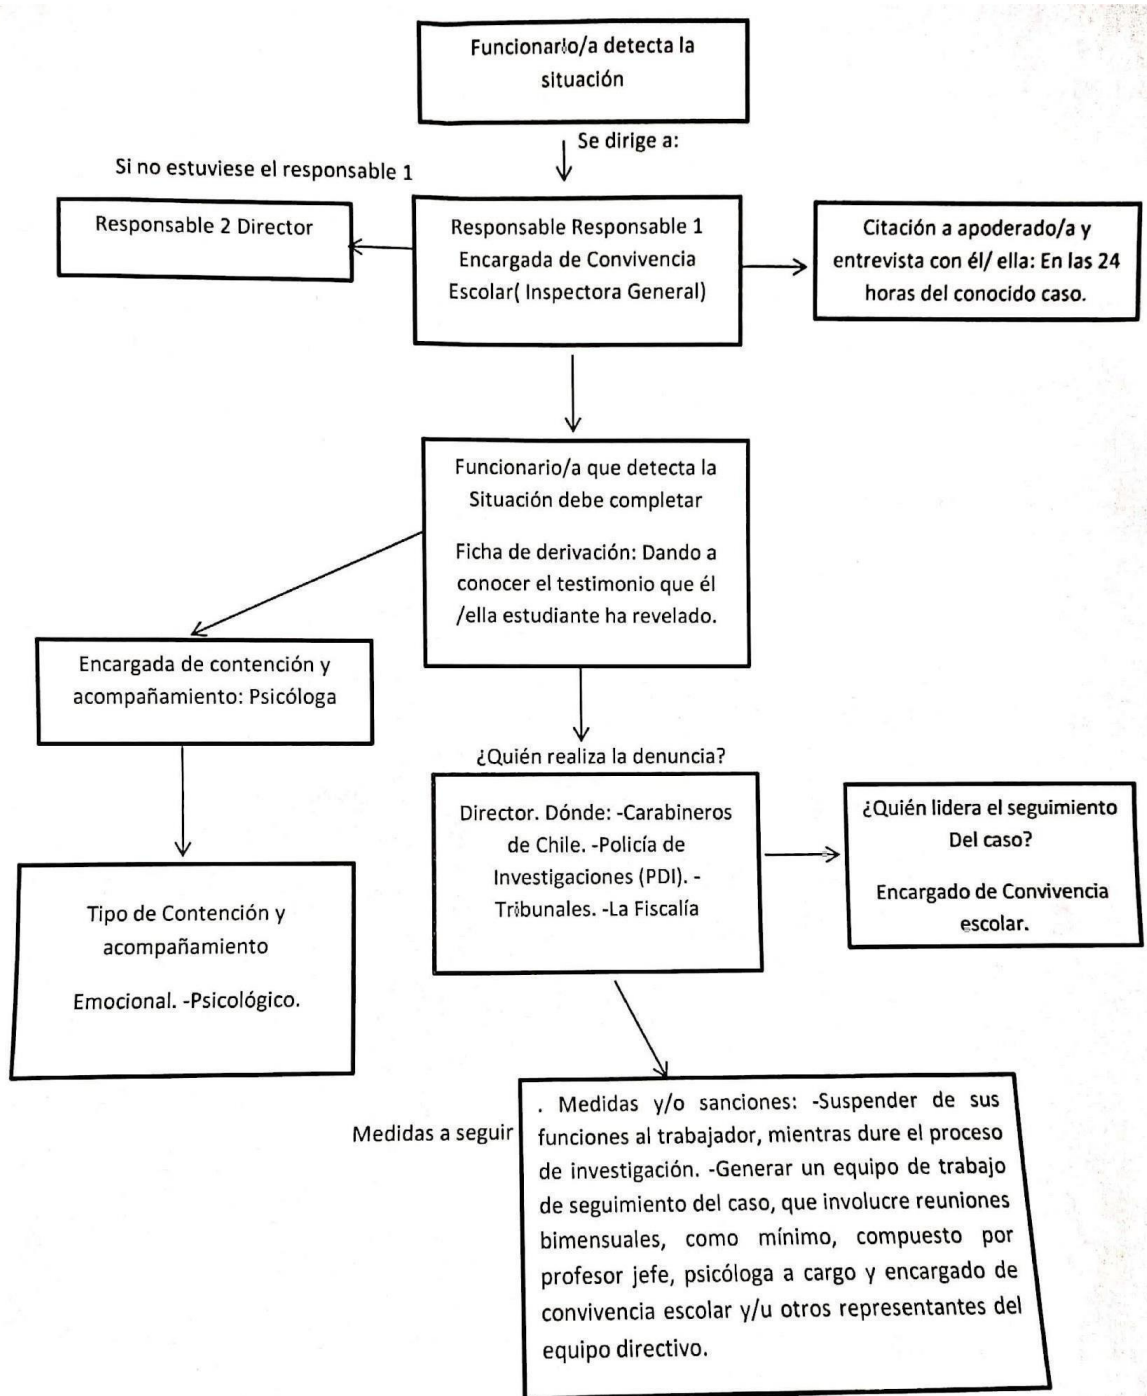 Funcionario/a detecta la
situación
Se dirige a:
Si no estuviese el responsable 1
Responsable 2 Director
Responsable Responsable 1
Encargada de Convivencia
Escolar( Inspectora General)
Citación a apoderado/a y
entrevista con él/ ella: En las 24
horas del conocido caso.
Funcionario/a que detecta la
Situación debe completar
Ficha de derivación: Dando a
conocer el testimonio que él
/ella estudiante ha revelado.
Encargada de contención y
acompañamiento: Psicóloga
¿Quién realiza la denuncia?
Director. Dónde: -Carabineros
de Chile. -Policía de
Investigaciones (PDI). -
Tribunales. -La Fiscalía
¿Quién lidera el seguimiento
Del caso?
Encargado de Convivencia
escolar.
Tipo de Contención y
acompañamiento
Emocional. -Psicológico.
Medidas a seguir
. Medidas y/o sanciones: -Suspender de sus
funciones al trabajador, mientras dure el proceso
de investigación. -Generar un equipo de trabajo
de seguimiento del caso, que involucre reuniones
bimensuales, como mínimo, compuesto por
profesor jefe, psicóloga a cargo y encargado de
convivencia escolar y/u otros representantes del
equipo directivo.